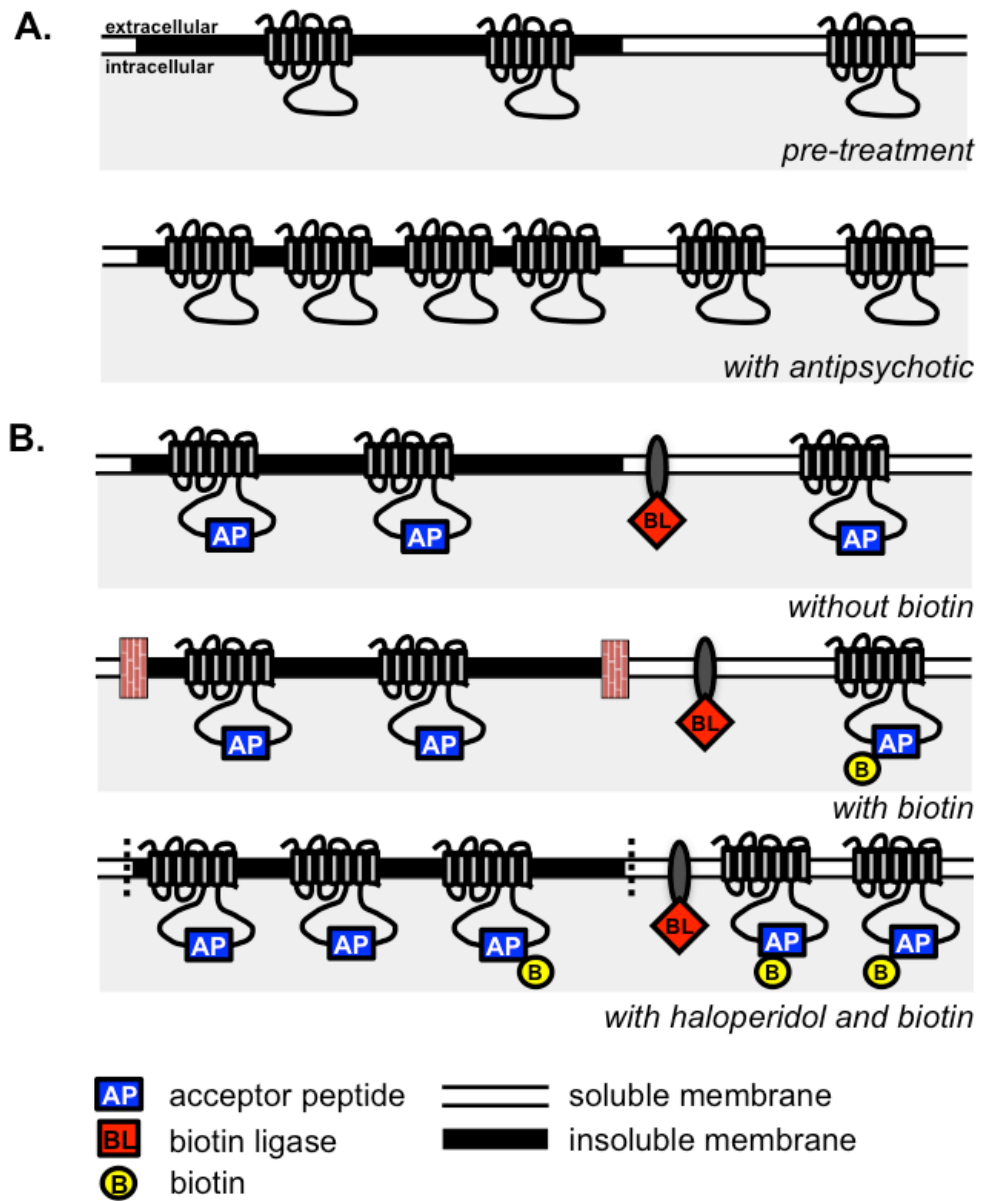 A.
extracellular
intracellular
pre-treatment
with antipsychotic
B.
AP AP BL AP
without biotin
AP AP BL AP
B
with biotin
AP AP AP BL AP AP
B B B
with haloperidol and biotin
AP acceptor peptide soluble membrane
BL biotin ligase insoluble membrane
B biotin